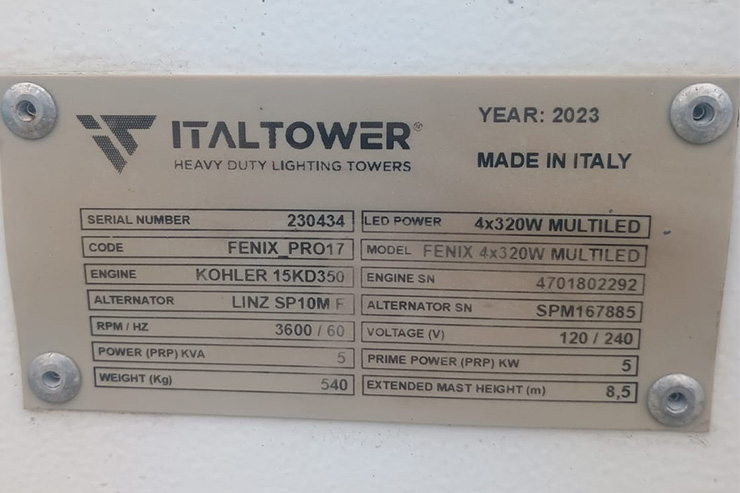 ITALTOWER®
HEAVY DUTY LIGHTING TOWERS
YEAR: 2023
MADE IN ITALY
SERIAL NUMBER 230434 LED POWER 4x320W MULTILED
CODE FENIX_PRO17 MODEL FENIX 4x320W MULTILED
ENGINE KOHLER 15KD350 ENGINE SN 4701802292
ALTERNATOR LINZ SP10M F ALTERNATOR SN SPM167885
RPM / HZ 3600 / 60 VOLTAGE (V) 120 / 240
POWER (PRP) KVA 5 PRIME POWER (PRP) KW 5
WEIGHT (Kg) 540 EXTENDED MAST HEIGHT (m) 8,5